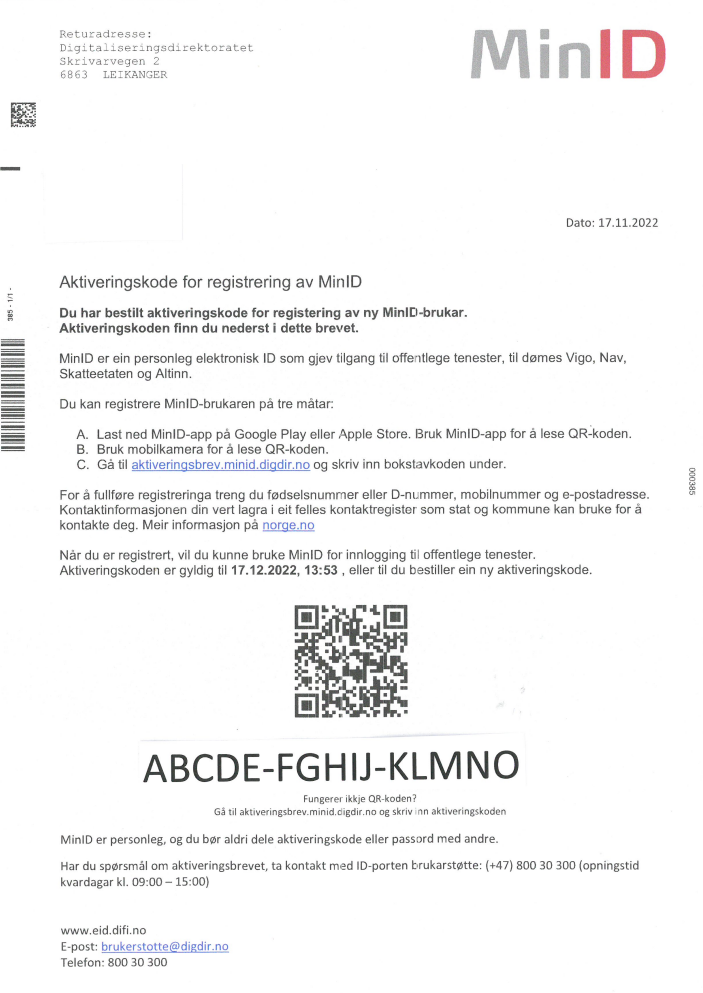 Returadresse:
Digitaliseringsdirektoratet
Skrivarvegen 2
6863 LEIKANGER
MinID
Dato: 17.11.2022
385 - 1/1 -
Aktiveringskode for registrering av MinID
Du har bestilt aktiveringskode for registering av ny MinID-brukar.
Aktiveringskoden finn du nederst i dette brevet.
MinID er ein personleg elektronisk ID som gjev tilgang til offentlege tenester, til dømes Vigo, Nav,
Skatteetaten og Altinn.
Du kan registrere MinID-brukaren på tre måtar:
A. Last ned MinID-app på Google Play eller Apple Store. Bruk MinID-app for å lese QR-koden.
B. Bruk mobilkamera for å lese QR-koden.
C. Gå til aktiveringsbrev.minid.digdir.no og skriv inn bokstavkoden under.
000385
For å fullføre registreringa treng du fødselsnummer eller D-nummer, mobilnummer og e-postadresse.
Kontaktinformasjonen din vert lagra i eit felles kontaktregister som stat og kommune kan bruke for å
kontakte deg. Meir informasjon på norge.no
Når du er registrert, vil du kunne bruke MinID for innlogging til offentlege tenester.
Aktiveringskoden er gyldig til 17.12.2022, 13:53 , eller til du bestiller ein ny aktiveringskode.
ABCDE-FGHIJ-KLMNO
Fungerer ikkje QR-koden?
Gå til aktiveringsbrev.minid.digdir.no og skriv inn aktiveringskoden
MinID er personleg, og du bør aldri dele aktiveringskode eller passord med andre.
Har du spørsmål om aktiveringsbrevet, ta kontakt med ID-porten brukarstøtte: (+47) 800 30 300 (opningstid
kvardagar kl. 09:00 – 15:00)
www.eid.difi.no
E-post: brukerstotte@digdir.no
Telefon: 800 30 300